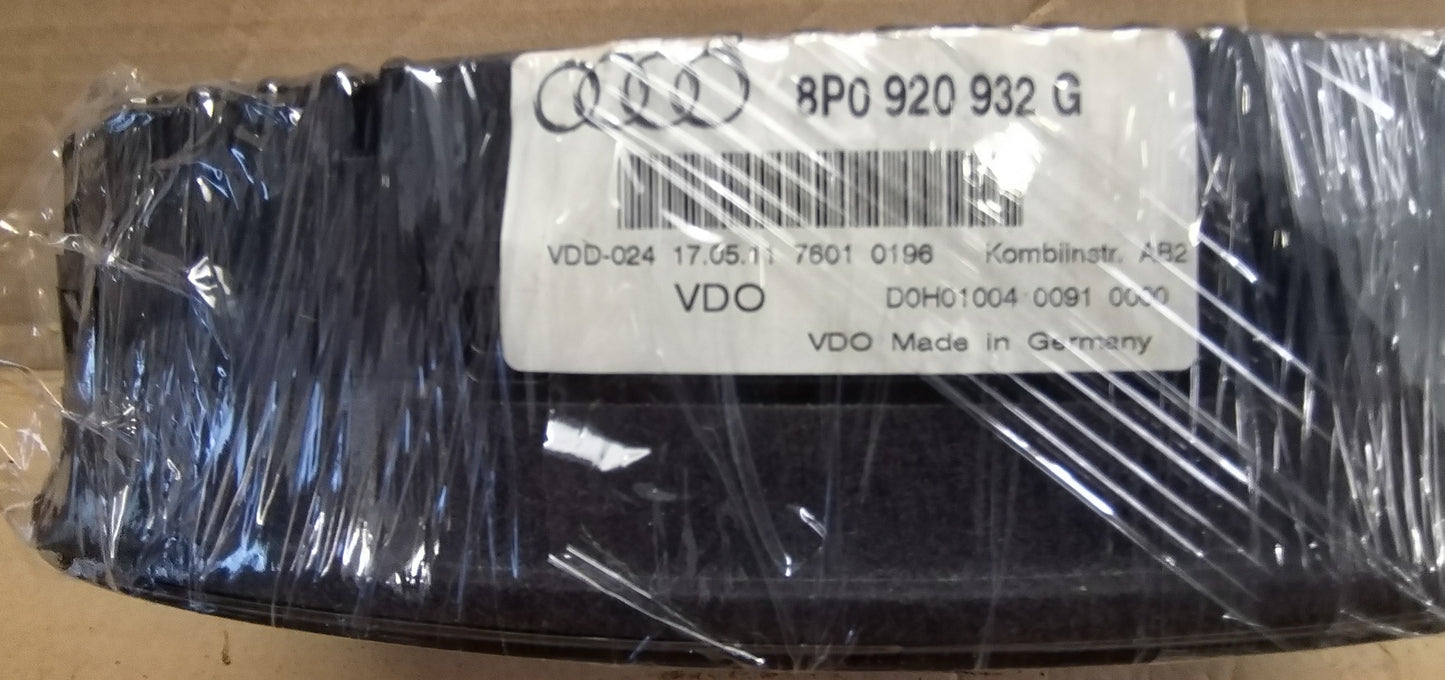 8P0 920 932 G
VDD-024 17.05.11 7601 0196 Kombiinstr. AB2
VDO D0H01004 0091 0000
VDO Made in Germany